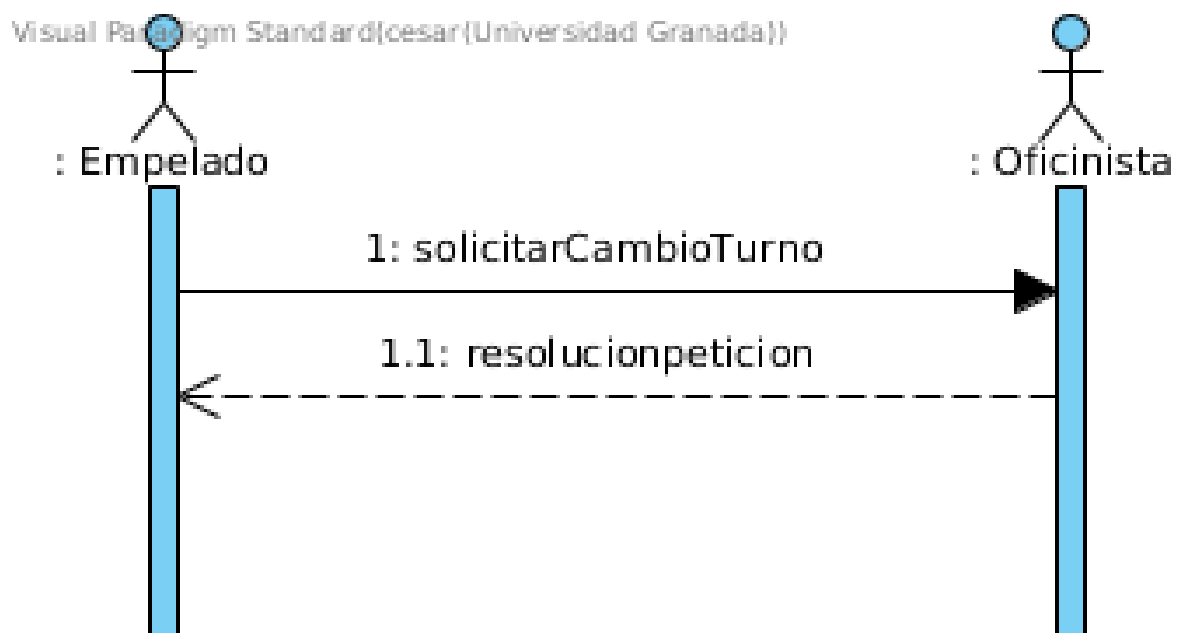 Visual Paradigm Standard(cesar(Universidad Granada))
: Empelado
: Oficinista
1: solicitarCambioTurno
1.1: resolucionpeticion